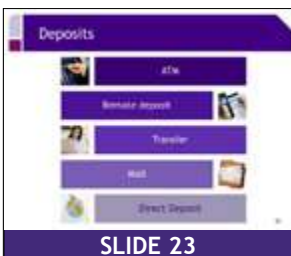 Deposits
ATM
Remote deposit
Transfer
Mail
Direct Deposit
SLIDE 23